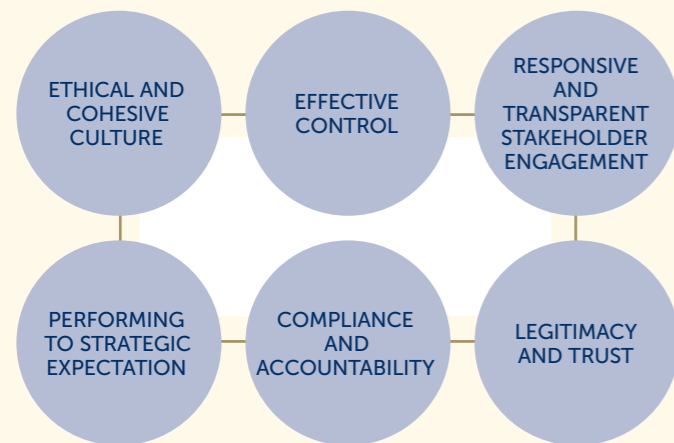 ETHICAL AND
COHESIVE
CULTURE
EFFECTIVE
CONTROL
RESPONSIVE
AND
TRANSPARENT
STAKEHOLDER
ENGAGEMENT
PERFORMING
TO STRATEGIC
EXPECTATION
COMPLIANCE
AND
ACCOUNTABILITY
LEGITIMACY
AND TRUST